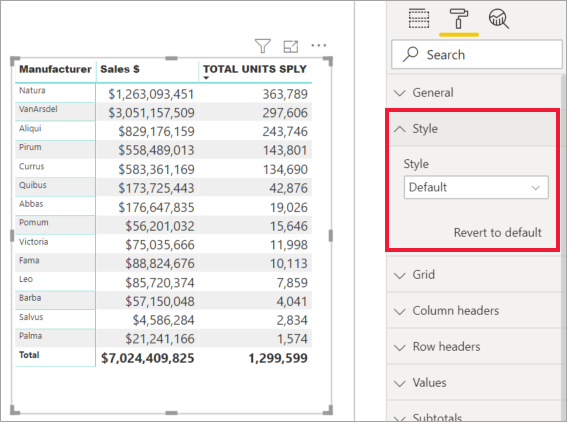 Search
Manufacturer Sales $ TOTAL UNITS SPLY
Natura $1,263,093,451 363,789
VanArsdel $3,051,157,509 297,606
Aliqui $829,176,159 243,746
Pirum $558,489,013 143,801
Currus $583,361,169 134,690
Quibus $173,725,443 42,876
Abbas $176,647,835 19,026
Pomum $56,201,032 15,646
Victoria $75,035,666 11,998
Fama $88,824,676 10,113
Leo $85,720,374 7,859
Barba $57,150,048 4,041
Salvus $4,586,284 2,834
Palma $21,241,166 1,574
Total $7,024,409,825 1,299,599
General
Style
Style
Default
Revert to default
Grid
Column headers
Row headers
Values
Subtotals